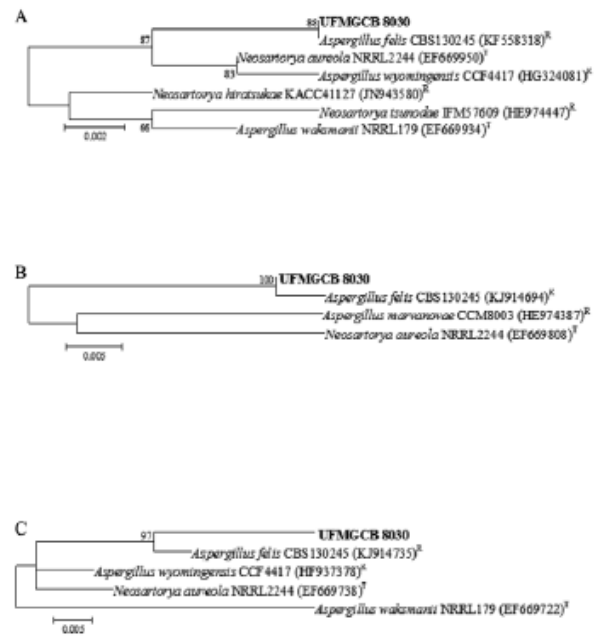 A
88 UFMGCB 8030
Aspergillus felis CBS130245 (KF558318)R
87
Neosartorya aureola NRRL2244 (EF669950)T
83
Aspergillus wyomingensis CCF4417 (HG324081)R
Neosartorya hiratsukae KACC41127 (JN943580)R
Neosartorya tsunodae IFM57609 (HE974447)R
Aspergillus waksmanii NRRL179 (EF669934)T
0.002
B
100 UFMGCB 8030
Aspergillus felis CBS130245 (KJ914694)R
Aspergillus marvanovae CCM8003 (HE974387)R
Neosartorya aureola NRRL2244 (EF669808)T
0.005
C
97 UFMGCB 8030
Aspergillus felis CBS130245 (KJ914735)R
Aspergillus wyomingensis CCF4417 (HF937378)R
Neosartorya aureola NRRL2244 (EF669738)T
Aspergillus waksmanii NRRL179 (EF669722)T
0.005